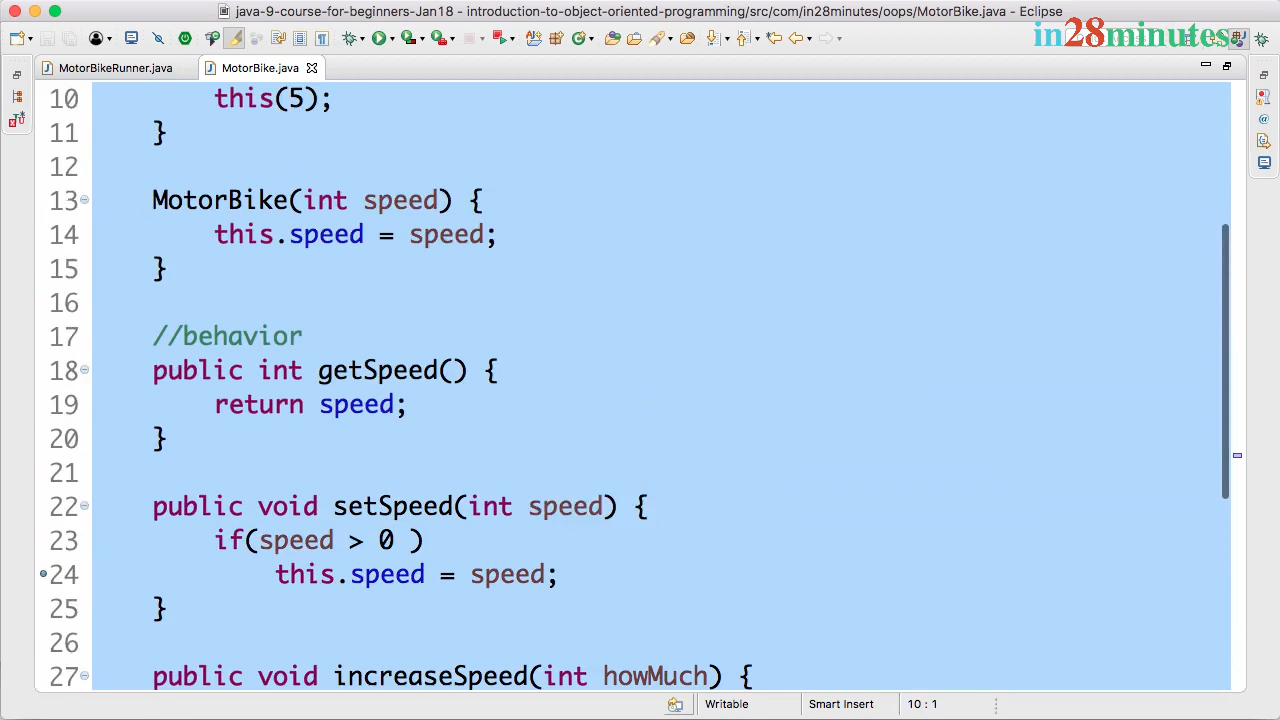 java-9-course-for-beginners-Jan18 - introduction-to-object-oriented-programming/src/com/in28minutes/oops/MotorBike.java - Eclipse
in28minutes
MotorBikeRunner.java
MotorBike.java
10 this(5);
11 }
12
13 MotorBike(int speed) {
14 this.speed = speed;
15 }
16
17 //behavior
18 public int getSpeed() {
19 return speed;
20 }
21
22 public void setSpeed(int speed) {
23 if(speed > 0 )
24 this.speed = speed;
25 }
26
27 public void increaseSpeed(int howMuch) {
Writable
Smart Insert
10 : 1